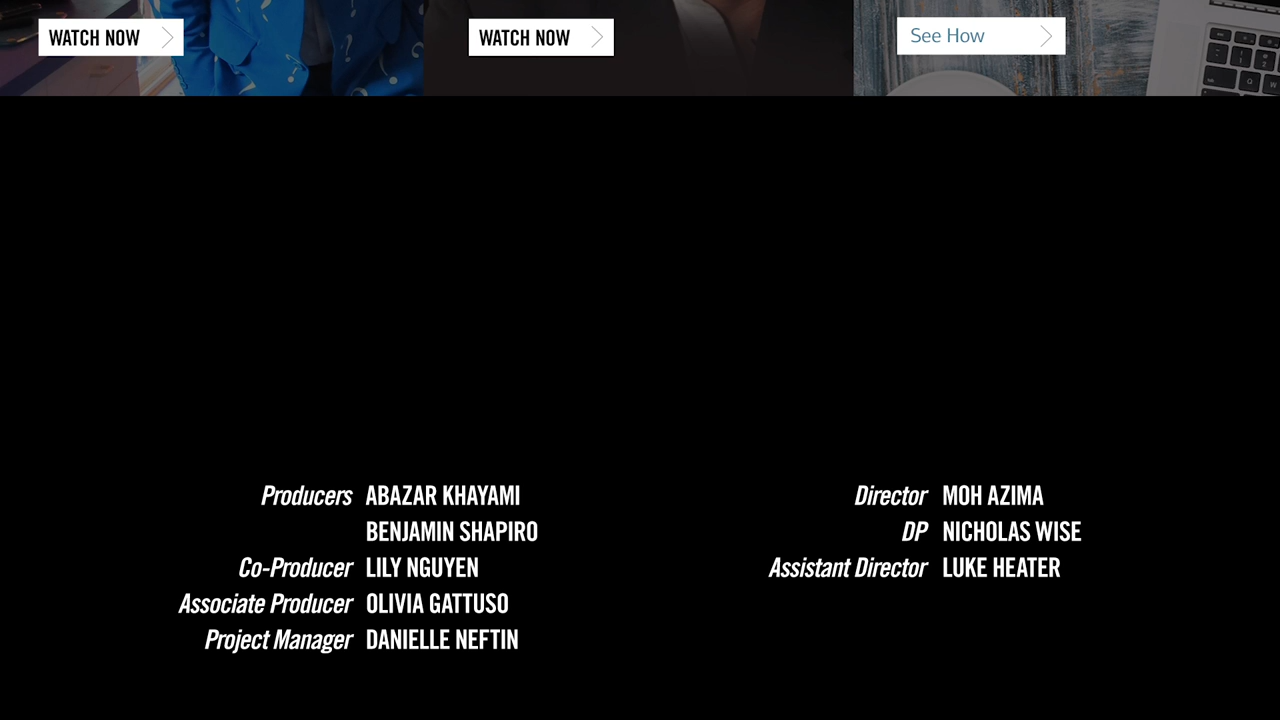 WATCH NOW
WATCH NOW
See How
Producers ABAZAR KHAYAMI
BENJAMIN SHAPIRO
Co-Producer LILY NGUYEN
Associate Producer OLIVIA GATTUSO
Project Manager DANIELLE NEFTIN
Director MOH AZIMA
DP NICHOLAS WISE
Assistant Director LUKE HEATER